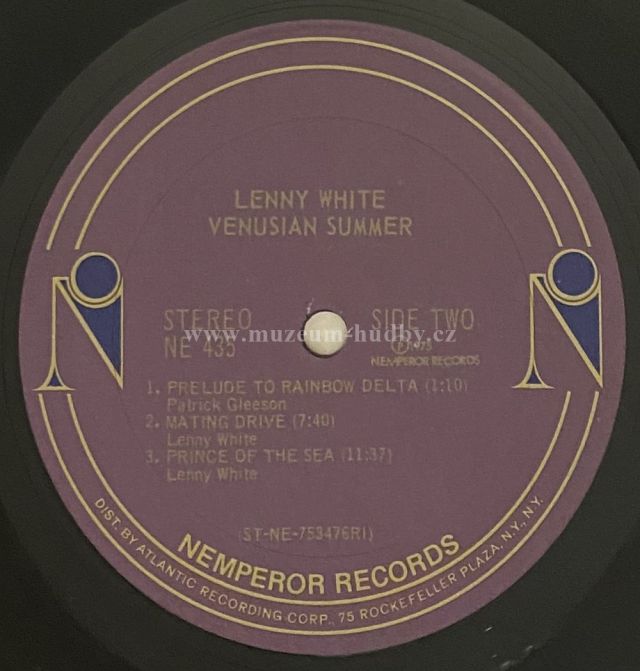 LENNY WHITE
VENUSIAN SUMMER
STEREO
NE 435
SIDE TWO
Ⓟ 1975
NEMPEROR RECORDS
www.muzeum-hudby.cz
1. PRELUDE TO RAINBOW DELTA (1:10)
Patrick Gleeson
2. MATING DRIVE (7:40)
Lenny White
3. PRINCE OF THE SEA (11:37)
Lenny White
(ST-NE-753476RI)
NEMPEROR RECORDS
DIST. BY ATLANTIC RECORDING CORP., 75 ROCKEFELLER PLAZA, N.Y., N.Y.